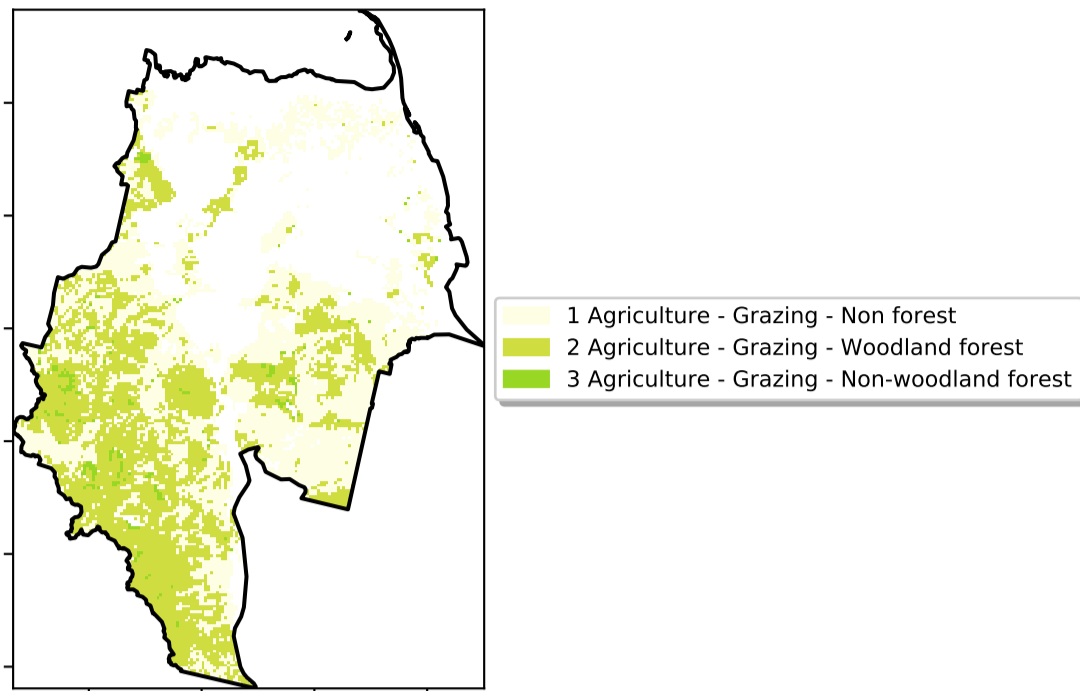 1 Agriculture - Grazing - Non forest
2 Agriculture - Grazing - Woodland forest
3 Agriculture - Grazing - Non-woodland forest